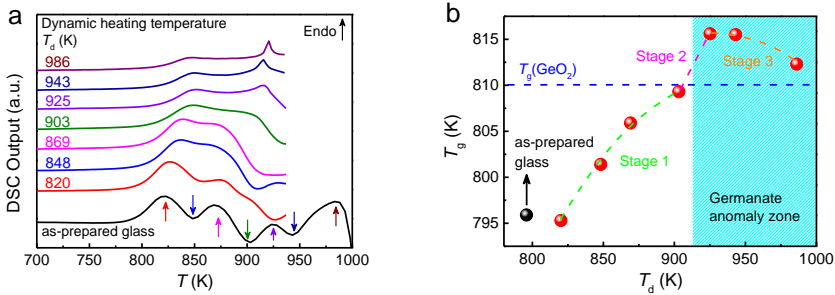 a
Dynamic heating temperature
T_d (K)
Endo
986
943
925
903
869
848
820
as-prepared glass
DSC Output (a.u.)
700 750 800 850 900 950 1000
T (K)
b
815
810
805
800
795
T_g (K)
Stage 2
Stage 3
T_g(GeO₂)
as-prepared
glass
Stage 1
Germanate
anomaly zone
800 850 900 950 1000
T_d (K)